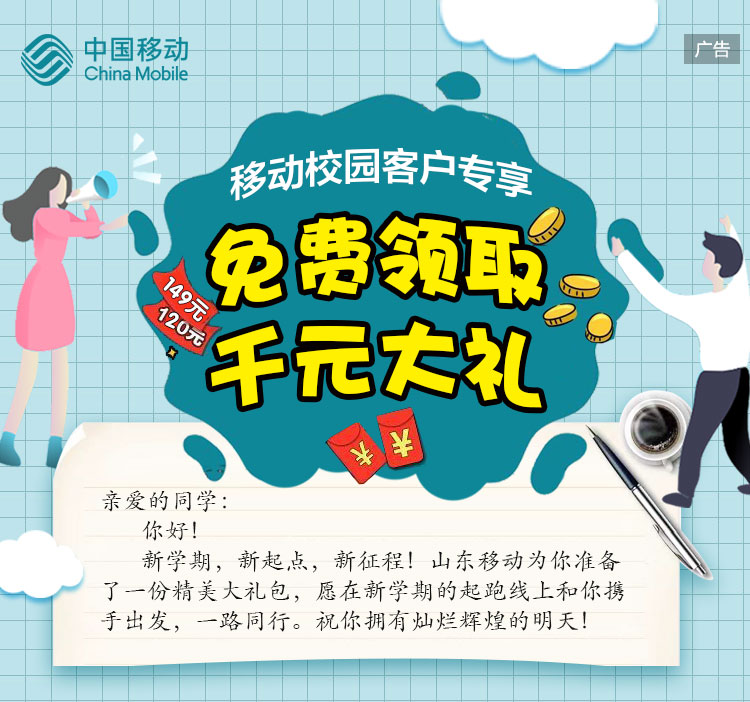 中国移动
China Mobile
广告
移动校园客户专享
免费领取
千元大礼
149元
120元
¥
¥
亲爱的同学:
你好!
新学期，新起点，新征程! 山东移动为你准备
了一份精美大礼包，愿在新学期的起跑线上和你携
手出发，一路同行。祝你拥有灿烂辉煌的明天!